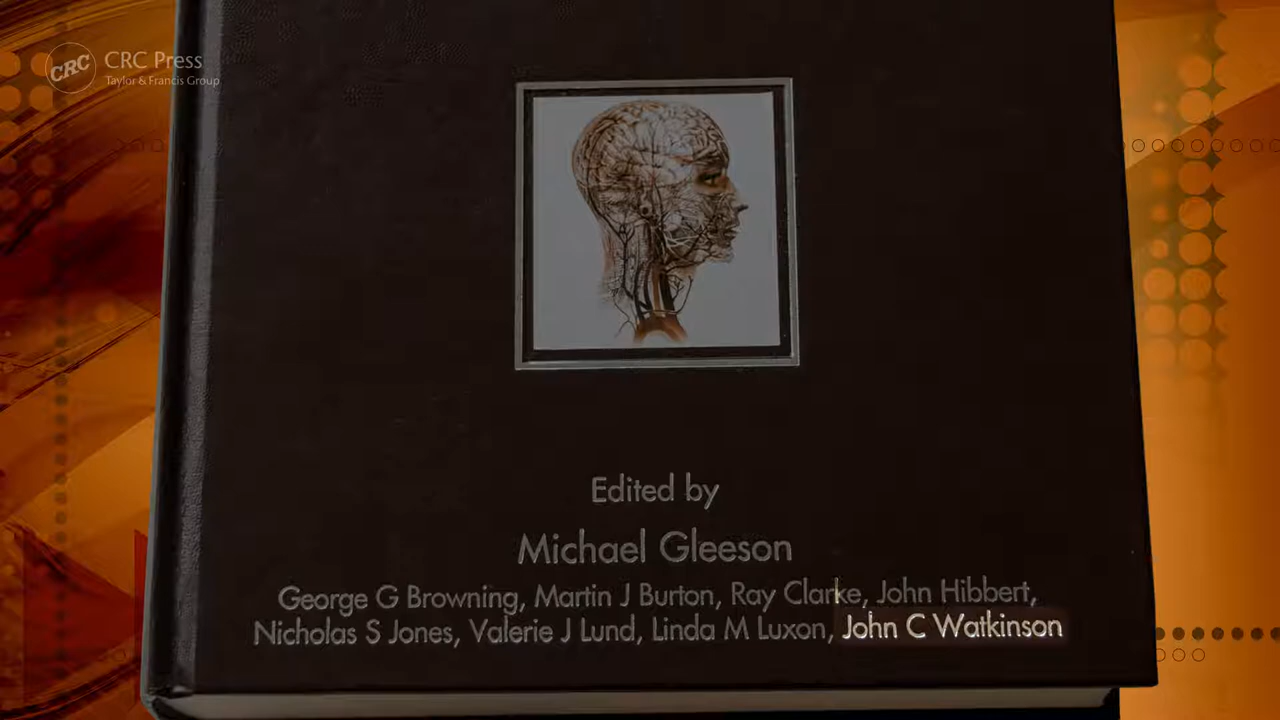 CRC CRC Press
Taylor & Francis Group
Edited by
Michael Gleeson
George G Browning, Martin J Burton, Ray Clarke, John Hibbert,
Nicholas S Jones, Valerie J Lund, Linda M Luxon, John C Watkinson